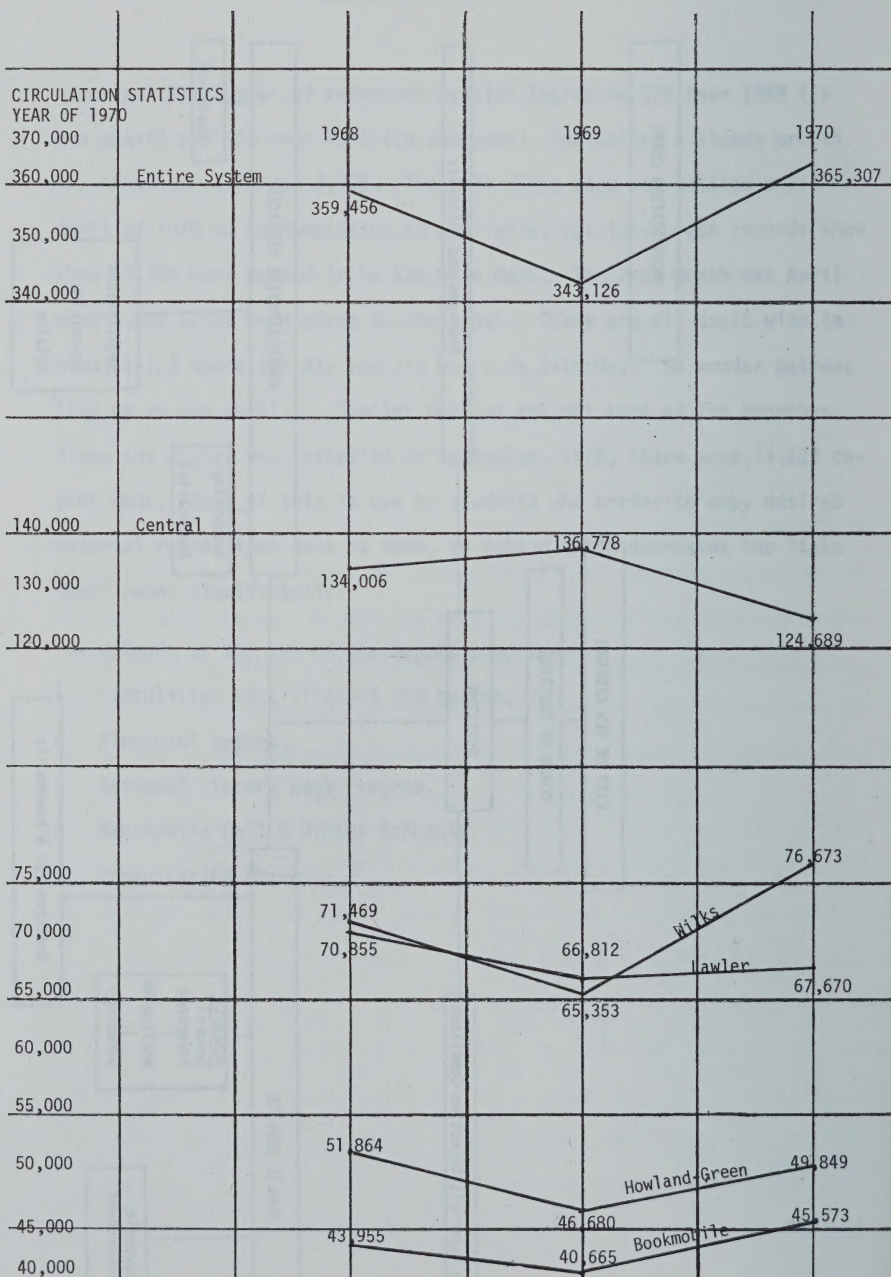 CIRCULATION STATISTICS
YEAR OF 1970
370,000 1968 1969 1970
360,000 Entire System 365,307
359,456
350,000
340,000 343,126
140,000 Central 136,778
130,000 134,006
120,000 124,689
76,673
75,000
71,469
70,000 Wilks
70,855 66,812
Lawler
65,000 67,670
65,353
60,000
55,000
51,864
50,000 49,849
Howland-Green
45,000 46,680 45,573
43,955 Bookmobile
40,000 40,665